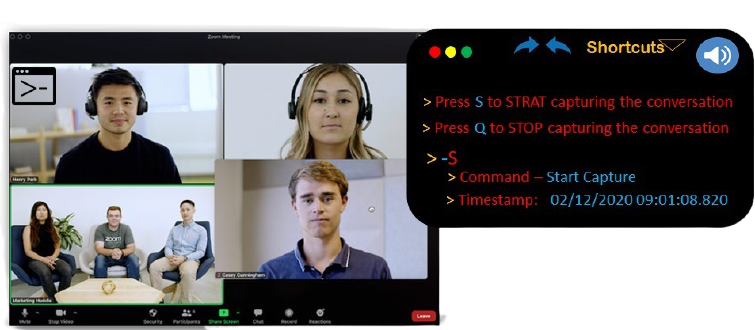 Zoom Meeting
Shortcuts
> Press S to STRAT capturing the conversation
> Press Q to STOP capturing the conversation
> -S
> Command – Start Capture
> Timestamp: 02/12/2020 09:01:08.820
>-
Henry Park
zoom
Marketing Huddle
Casey Cunningham
Mute
Stop Video
Security
Participants
Share Screen
Chat
Record
Reactions
Leave